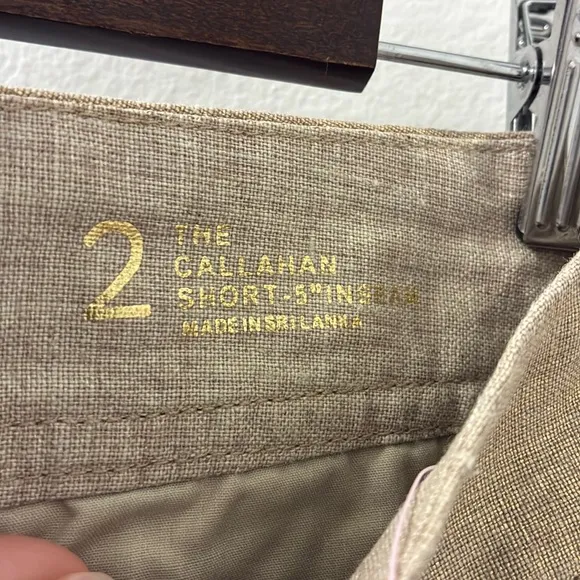 2
THE
CALLAHAN
SHORT-5" INSEAM
MADE IN SRI LANKA